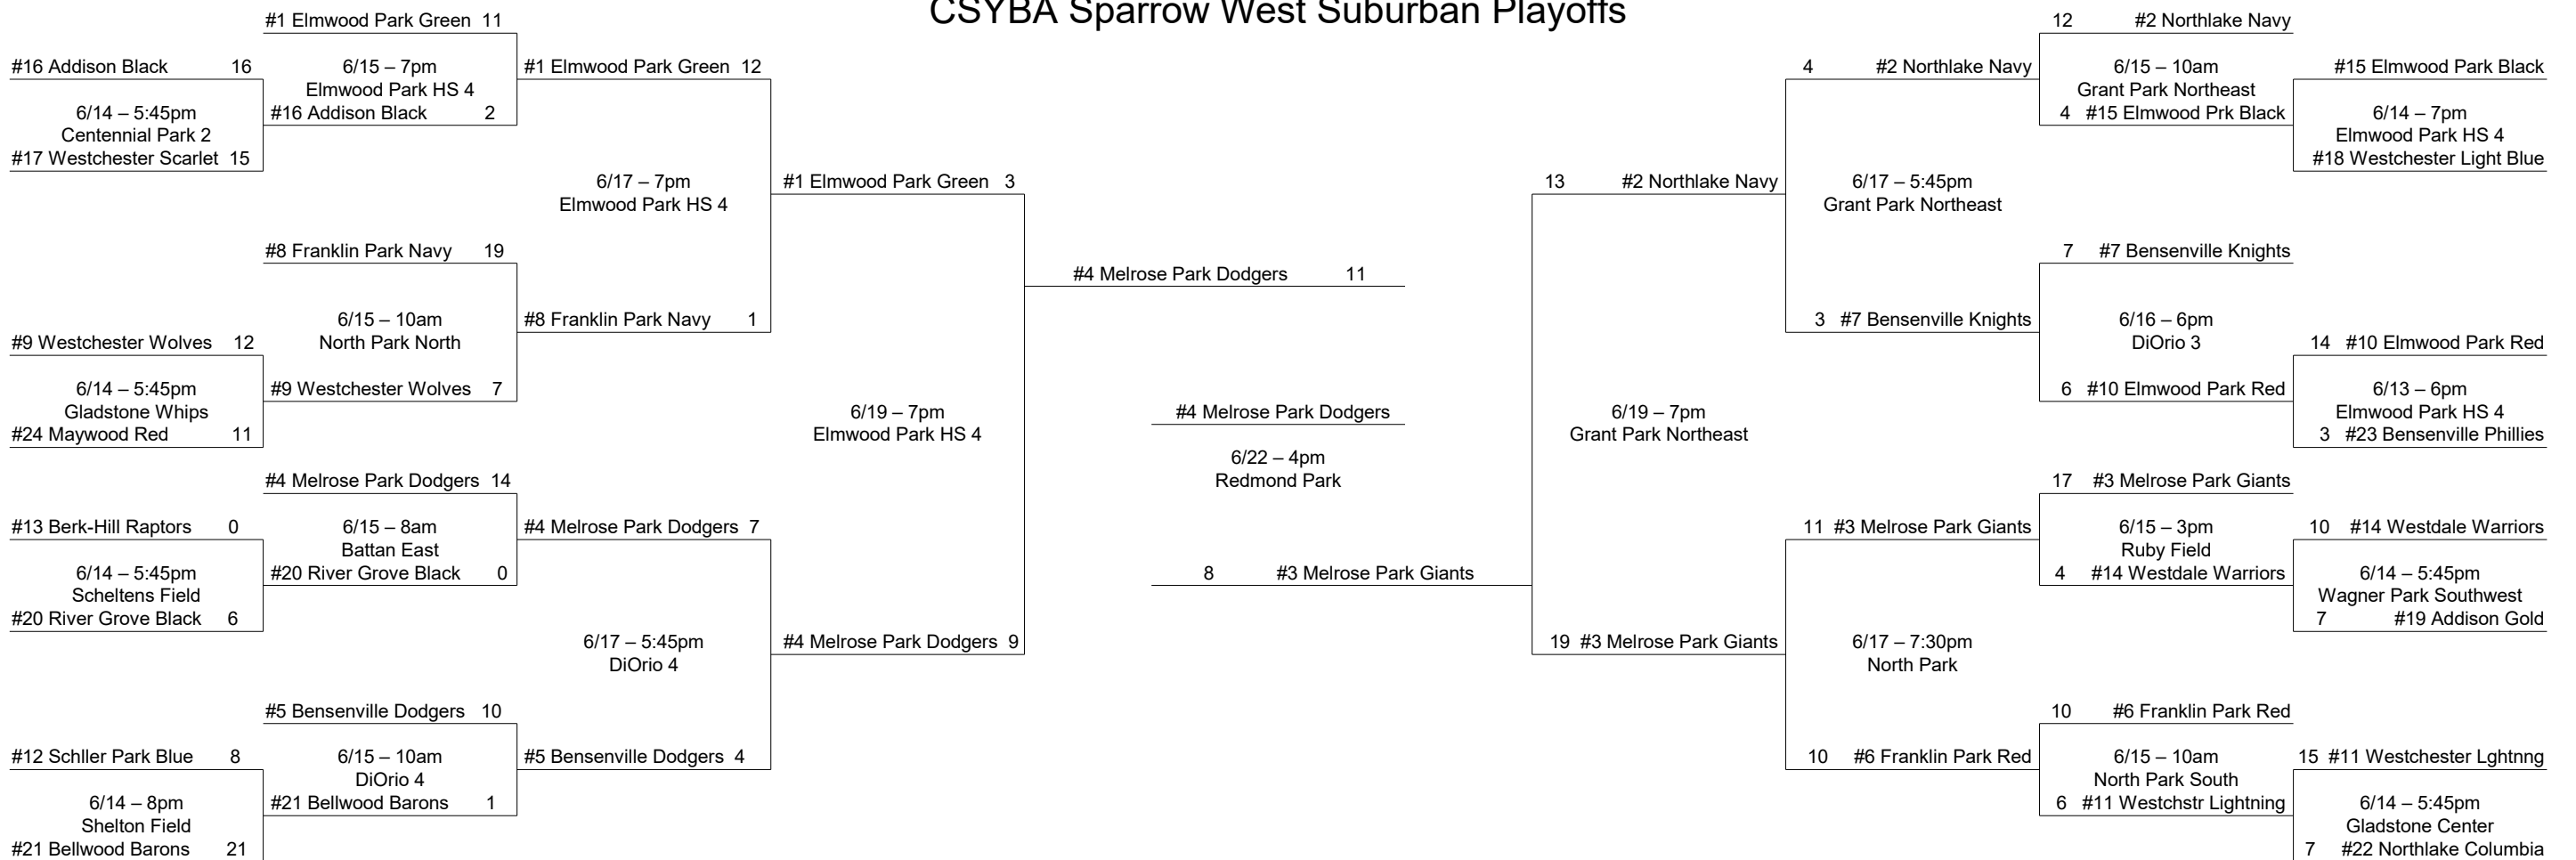 CSYBA Sparrow West Suburban Playoffs
#16 Addison Black 16
6/14 – 5:45pm
Centennial Park 2
#17 Westchester Scarlet 15
#9 Westchester Wolves 12
6/14 – 5:45pm
Gladstone Whips
#24 Maywood Red 11
#13 Berk-Hill Raptors 0
6/14 – 5:45pm
Scheltens Field
#20 River Grove Black 6
#12 Schller Park Blue 8
6/14 – 8pm
Shelton Field
#21 Bellwood Barons 21
#1 Elmwood Park Green 11
6/15 – 7pm
Elmwood Park HS 4
#16 Addison Black 2
#8 Franklin Park Navy 19
6/15 – 10am
North Park North
#9 Westchester Wolves 7
#4 Melrose Park Dodgers 14
6/15 – 8am
Battan East
#20 River Grove Black 0
#5 Bensenville Dodgers 10
6/15 – 10am
DiOrio 4
#21 Bellwood Barons 1
#1 Elmwood Park Green 12
6/17 – 7pm
Elmwood Park HS 4
#8 Franklin Park Navy 1
#4 Melrose Park Dodgers 7
6/17 – 5:45pm
DiOrio 4
#5 Bensenville Dodgers 4
#1 Elmwood Park Green 3
6/19 – 7pm
Elmwood Park HS 4
#4 Melrose Park Dodgers 9
#4 Melrose Park Dodgers 11
#4 Melrose Park Dodgers
6/22 – 4pm
Redmond Park
8 #3 Melrose Park Giants
13 #2 Northlake Navy
6/19 – 7pm
Grant Park Northeast
19 #3 Melrose Park Giants
4 #2 Northlake Navy
6/17 – 5:45pm
Grant Park Northeast
3 #7 Bensenville Knights
11 #3 Melrose Park Giants
6/17 – 7:30pm
North Park
10 #6 Franklin Park Red
12 #2 Northlake Navy
6/15 – 10am
Grant Park Northeast
4 #15 Elmwood Prk Black
7 #7 Bensenville Knights
6/16 – 6pm
DiOrio 3
6 #10 Elmwood Park Red
17 #3 Melrose Park Giants
6/15 – 3pm
Ruby Field
4 #14 Westdale Warriors
10 #6 Franklin Park Red
6/15 – 10am
North Park South
6 #11 Westchstr Lightning
#15 Elmwood Park Black
6/14 – 7pm
Elmwood Park HS 4
#18 Westchester Light Blue
14 #10 Elmwood Park Red
6/13 – 6pm
Elmwood Park HS 4
3 #23 Bensenville Phillies
10 #14 Westdale Warriors
6/14 – 5:45pm
Wagner Park Southwest
7 #19 Addison Gold
15 #11 Westchester Lghtnng
6/14 – 5:45pm
Gladstone Center
7 #22 Northlake Columbia